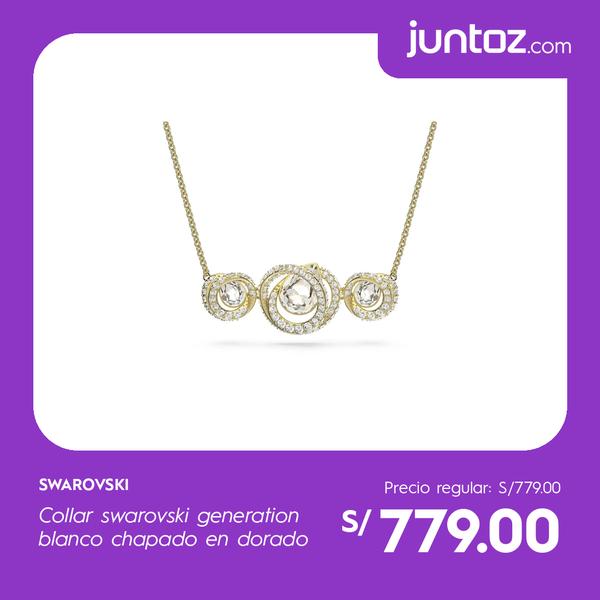 juntoz.com
SWAROVSKI
Collar swarovski generation
blanco chapado en dorado
Precio regular: S/779.00
S/779.00